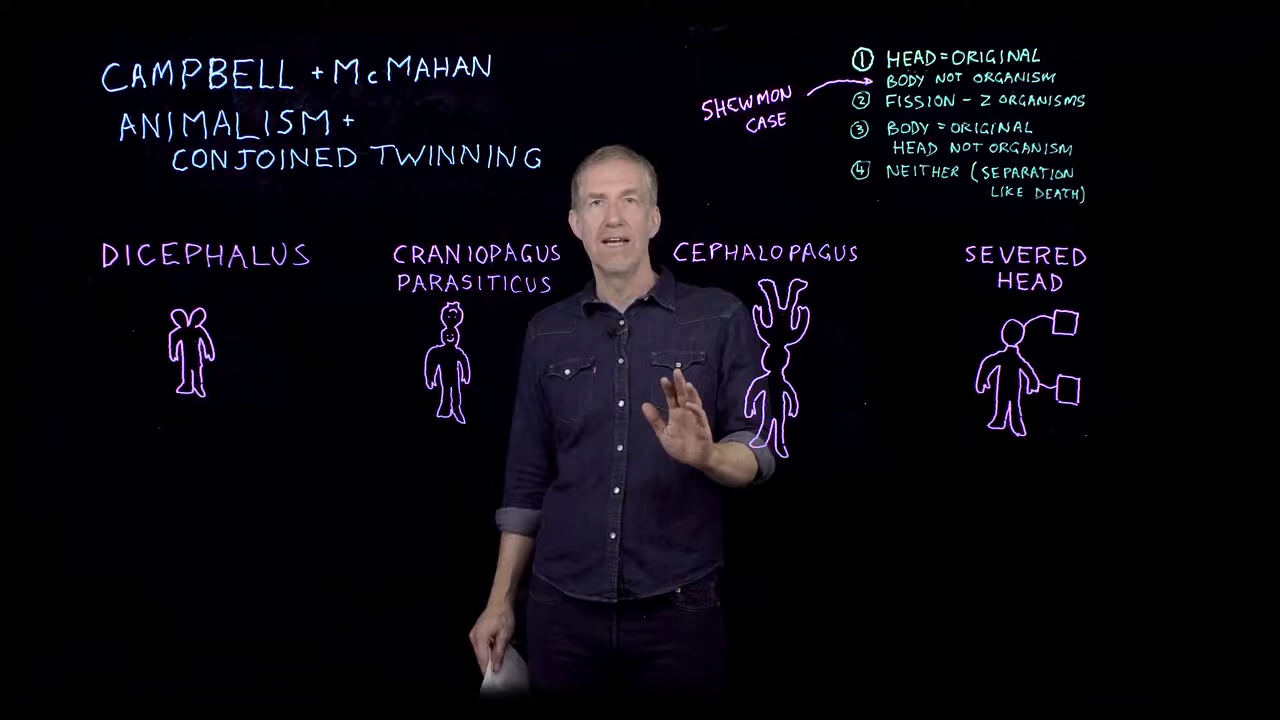 CAMPBELL + McMAHAN
ANIMALISM +
CONJOINED TWINNING
SHEWMON
CASE
① HEAD = ORIGINAL
BODY NOT ORGANISM
② FISSION - 2 ORGANISMS
③ BODY = ORIGINAL
HEAD NOT ORGANISM
④ NEITHER (SEPARATION
LIKE DEATH)
DICEPHALUS
CRANIOPAGUS
PARASITICUS
CEPHALOPAGUS
SEVERED
HEAD